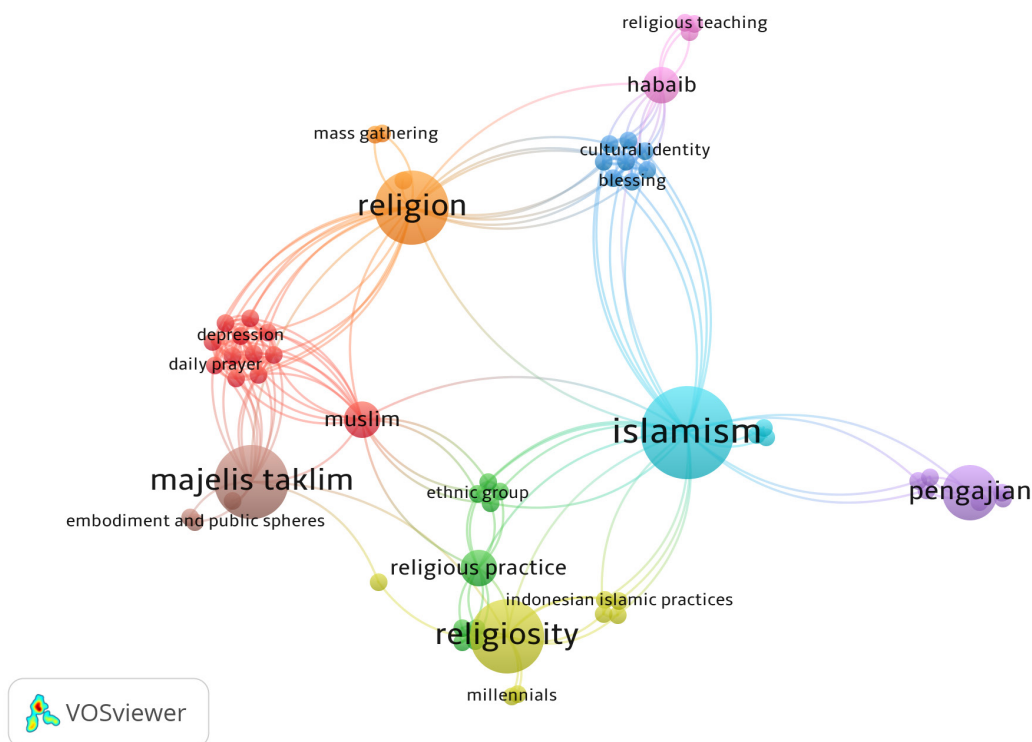 religious teaching
habaib
mass gathering
cultural identity
blessing
religion
depression
daily prayer
muslim
islamism
majelis taklim
ethnic group
pengajian
embodiment and public spheres
religious practice
indonesian islamic practices
religiosity
millennials
VOSviewer